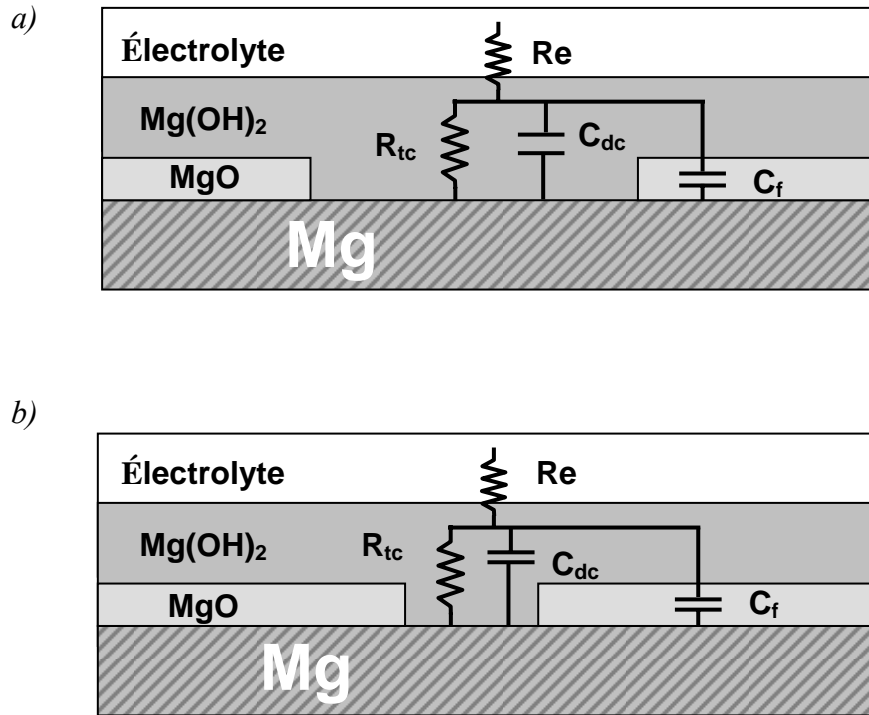 a)
Électrolyte
Re
Mg(OH)2
Rtc
Cdc
MgO
Cf
Mg
b)
Électrolyte
Re
Mg(OH)2
Rtc
Cdc
MgO
Cf
Mg